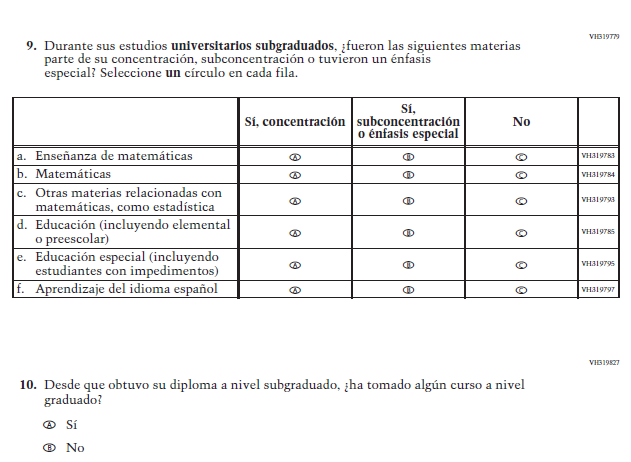 VH319779
9. Durante sus estudios universitarios subgraduados, ¿fueron las siguientes materias
parte de su concentración, subconcentración o tuvieron un énfasis
especial? Seleccione un círculo en cada fila.
Sí, concentración
Sí,
subconcentración
o énfasis especial
No
a. Enseñanza de matemáticas A B C VH319783
b. Matemáticas A B C VH319784
c. Otras materias relacionadas con
matemáticas, como estadística A B C VH319793
d. Educación (incluyendo elemental
o preescolar) A B C VH319785
e. Educación especial (incluyendo
estudiantes con impedimentos) A B C VH319795
f. Aprendizaje del idioma español A B C VH319797
VH319827
10. Desde que obtuvo su diploma a nivel subgraduado, ¿ha tomado algún curso a nivel
graduado?
A Sí
B No